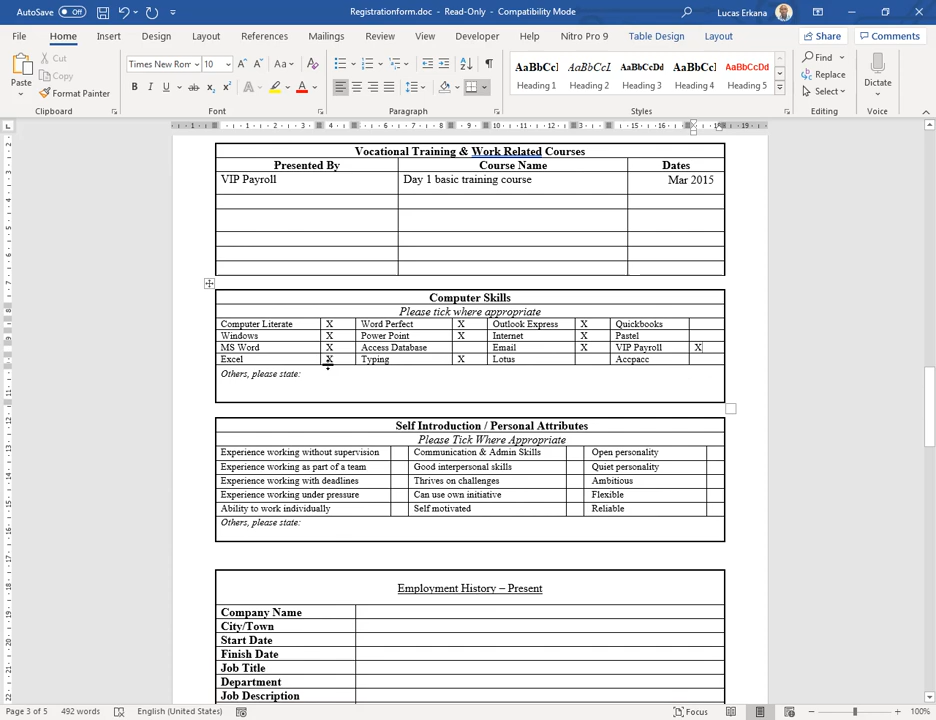 AutoSave Off Registrationform.doc - Read-Only - Compatibility Mode Lucas Erkana
File Home Insert Design Layout References Mailings Review View Developer Help Nitro Pro 9 Table Design Layout Share Comments
Paste Cut Copy Format Painter
Times New Rom 10
AaBbCc AaBbCc AaBbCcDd AaBbCc AaBbCcDd
Heading 1 Heading 2 Heading 3 Heading 4 Heading 5
Find Replace Select Dictate
Clipboard Font Paragraph Styles Editing Voice
Vocational Training & Work Related Courses
Presented By Course Name Dates
VIP Payroll Day 1 basic training course Mar 2015
Computer Skills
Please tick where appropriate
Computer Literate X Word Perfect X Outlook Express X Quickbooks
Windows X Power Point X Internet X Pastel
MS Word X Access Database Email X VIP Payroll X
Excel X Typing X Lotus Accpacc
Others, please state:
Self Introduction / Personal Attributes
Please Tick Where Appropriate
Experience working without supervision Communication & Admin Skills Open personality
Experience working as part of a team Good interpersonal skills Quiet personality
Experience working with deadlines Thrives on challenges Ambitious
Experience working under pressure Can use own initiative Flexible
Ability to work individually Self motivated Reliable
Others, please state:
Employment History – Present
Company Name
City/Town
Start Date
Finish Date
Job Title
Department
Job Description
Page 3 of 5 492 words English (United States) Focus 100%